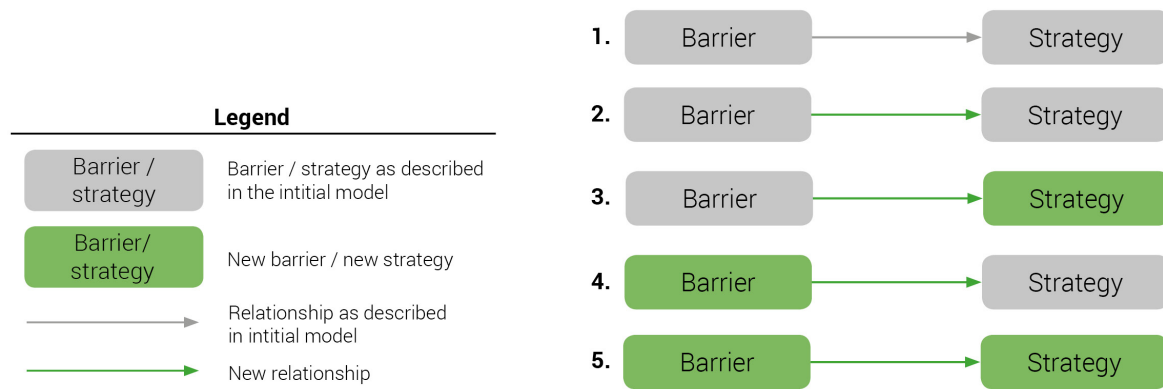 Legend
Barrier /
strategy
Barrier / strategy as described
in the intitial model
Barrier/
strategy
New barrier / new strategy
Relationship as described
in intitial model
New relationship
1. Barrier Strategy
2. Barrier Strategy
3. Barrier Strategy
4. Barrier Strategy
5. Barrier Strategy